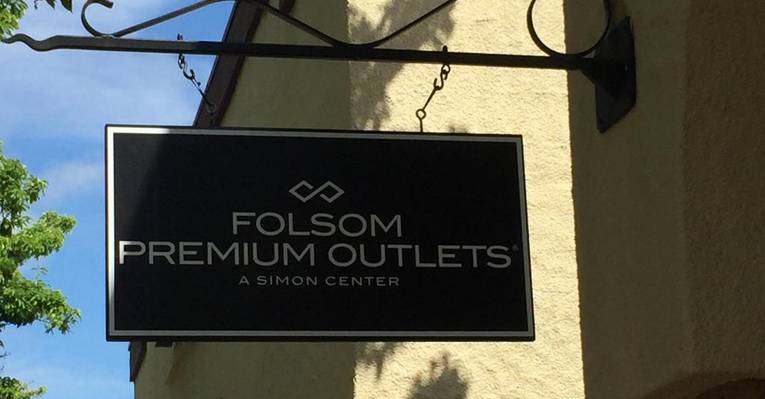 FOLSOM
PREMIUM OUTLETS®
A SIMON CENTER